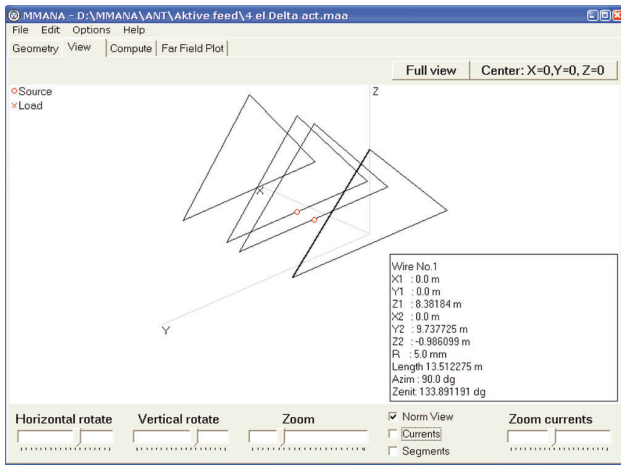 MMANA - D:\MMANA\ANT\Aktive feed\4 el Delta act.maa
File Edit Options Help
Geometry View Compute Far Field Plot
Full view Center: X=0,Y=0, Z=0
Source
Load
Z
X
Y
Wire No.1
X1 : 0.0 m
Y1 : 0.0 m
Z1 : 8.38184 m
X2 : 0.0 m
Y2 : 9.737725 m
Z2 : -0.986099 m
R : 5.0 mm
Length 13.512275 m
Azim : 90.0 dg
Zenit: 133.891191 dg
Horizontal rotate Vertical rotate Zoom Norm View Zoom currents
Currents
Segments